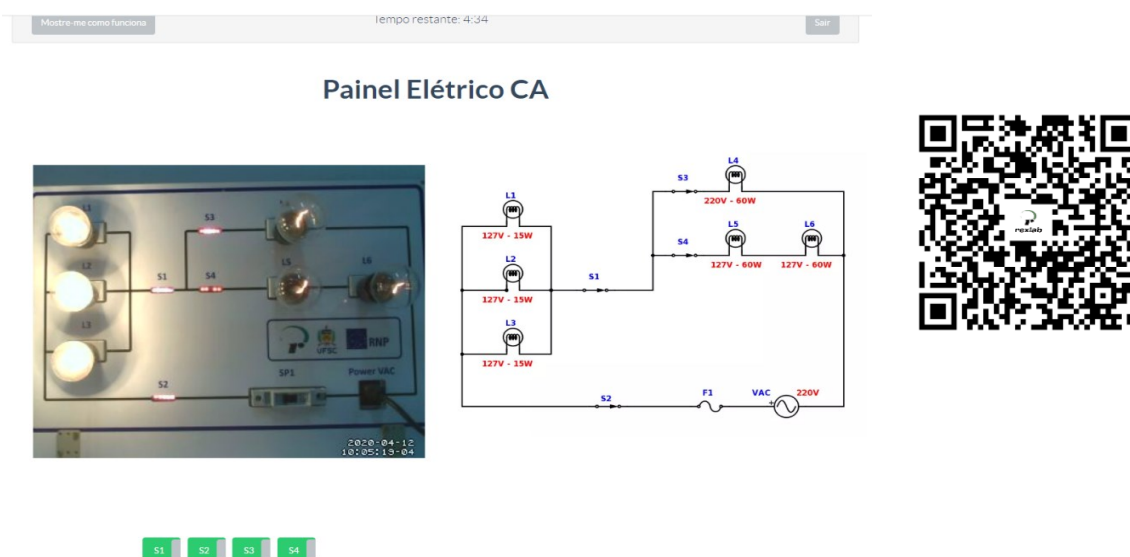 Mostre-me como funciona
Tempo restante: 4:34
Sair
Painel Elétrico CA
L1
L2
L3
S1
S2
S3
S4
L5
L6
UFSC
RNP
SP1
Power VAC
2020-04-12
10:05:19-04
L1
127V - 15W
L2
127V - 15W
L3
127V - 15W
S1
S3
L4
220V - 60W
S4
L5
127V - 60W
L6
127V - 60W
S2
F1
VAC
+
220V
rexlab
S1
S2
S3
S4